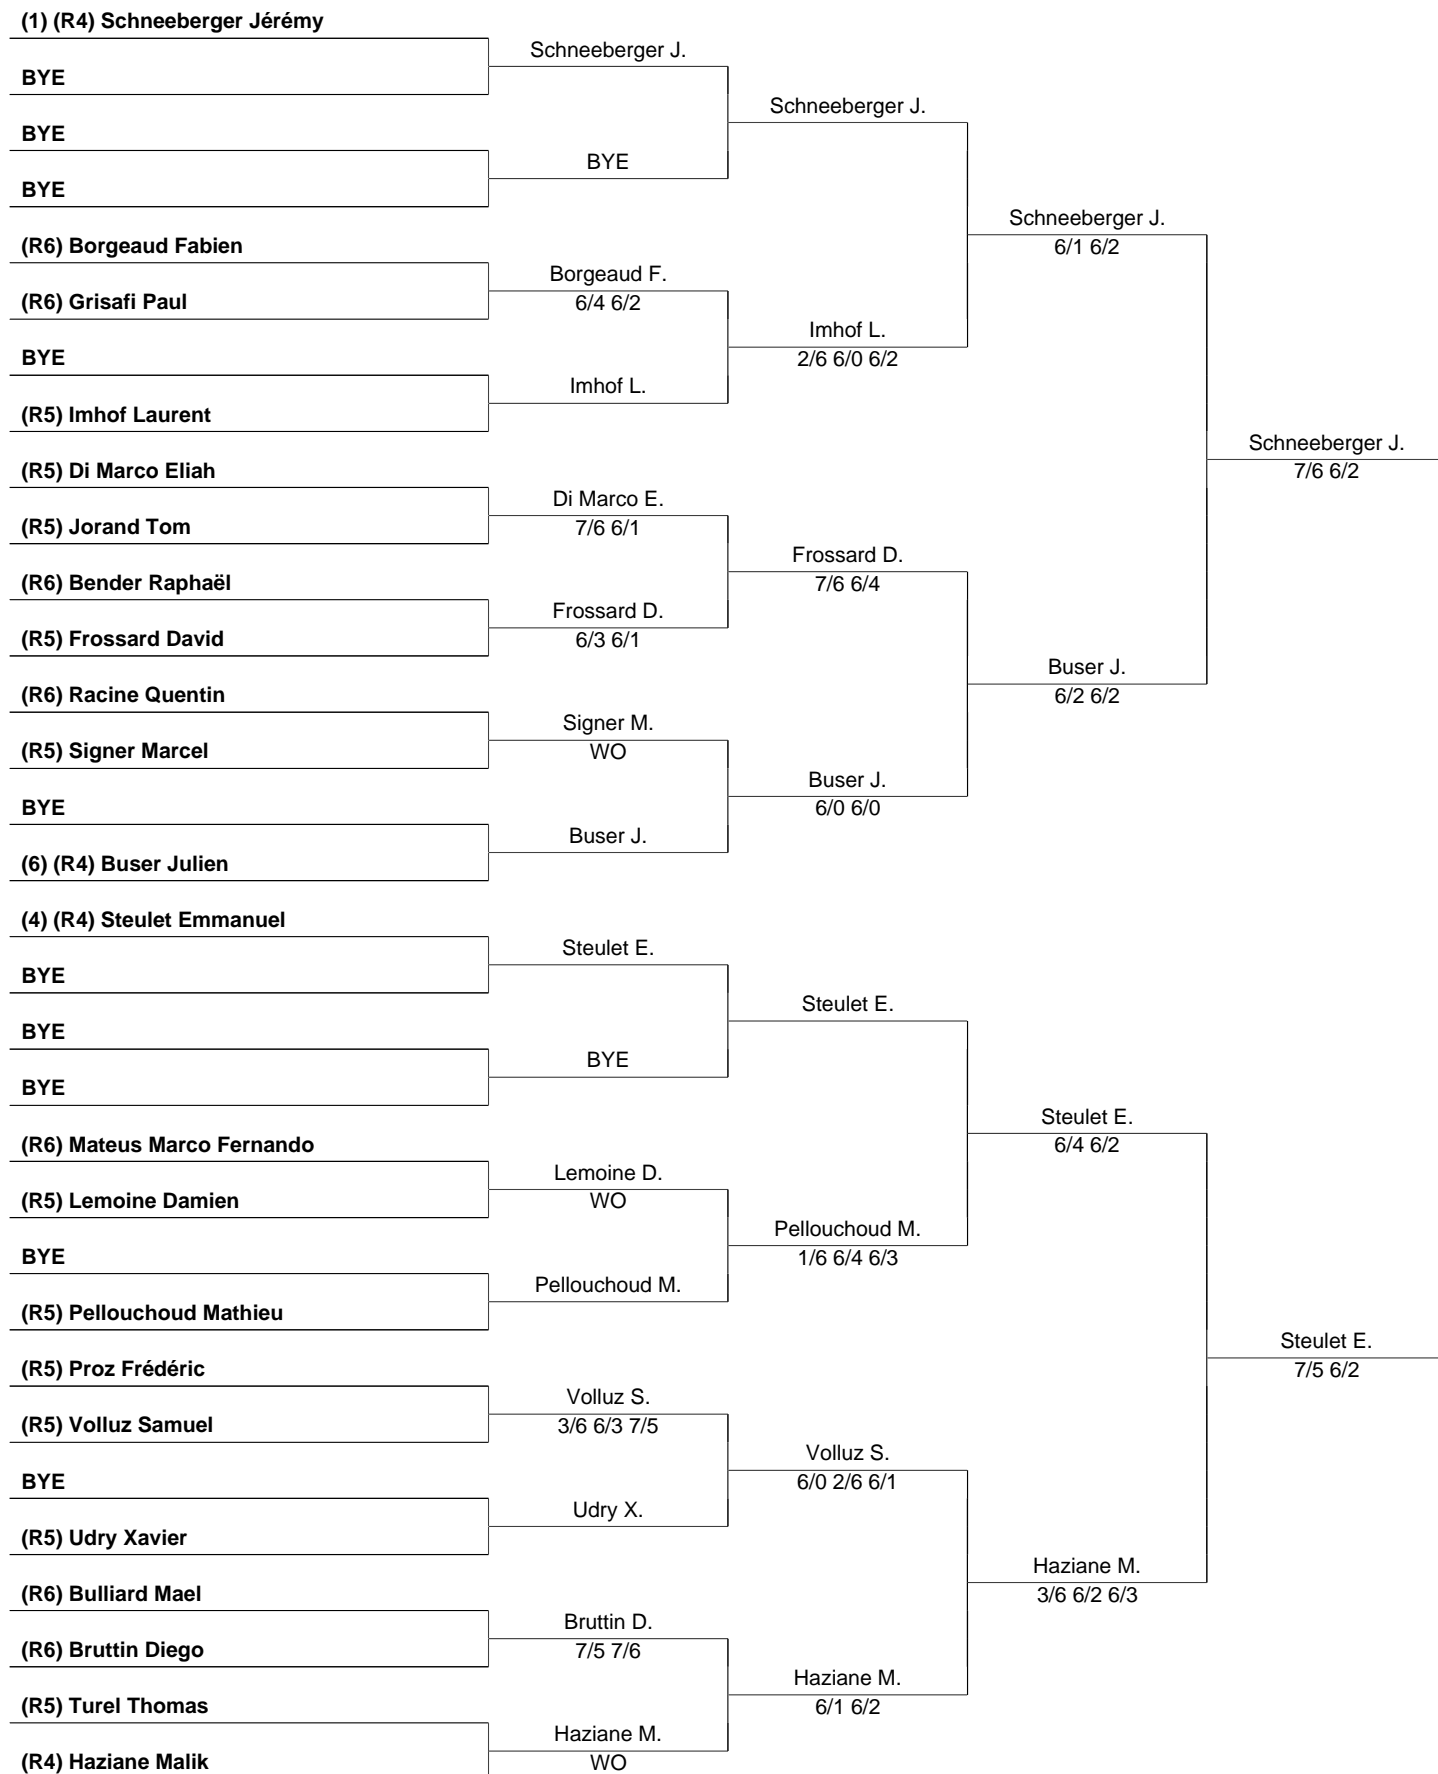 (1) (R4) Schneeberger Jérémy
Schneeberger J.
BYE
Schneeberger J.
BYE
BYE
BYE
Schneeberger J.
6/1 6/2
(R6) Borgeaud Fabien
Borgeaud F.
6/4 6/2
(R6) Grisafi Paul
Imhof L.
2/6 6/0 6/2
BYE
Imhof L.
(R5) Imhof Laurent
Schneeberger J.
7/6 6/2
(R5) Di Marco Eliah
Di Marco E.
7/6 6/1
(R5) Jorand Tom
Frossard D.
7/6 6/4
(R6) Bender Raphaël
Frossard D.
6/3 6/1
(R5) Frossard David
Buser J.
6/2 6/2
(R6) Racine Quentin
Signer M.
WO
(R5) Signer Marcel
Buser J.
6/0 6/0
BYE
Buser J.
(6) (R4) Buser Julien
(4) (R4) Steulet Emmanuel
Steulet E.
BYE
Steulet E.
BYE
BYE
BYE
Steulet E.
6/4 6/2
(R6) Mateus Marco Fernando
Lemoine D.
WO
(R5) Lemoine Damien
Pellouchoud M.
1/6 6/4 6/3
BYE
Pellouchoud M.
(R5) Pellouchoud Mathieu
Steulet E.
7/5 6/2
(R5) Proz Frédéric
Volluz S.
3/6 6/3 7/5
(R5) Volluz Samuel
Volluz S.
6/0 2/6 6/1
BYE
Udry X.
(R5) Udry Xavier
Haziane M.
3/6 6/2 6/3
(R6) Bulliard Mael
Bruttin D.
7/5 7/6
(R6) Bruttin Diego
Haziane M.
6/1 6/2
(R5) Turel Thomas
Haziane M.
WO
(R4) Haziane Malik